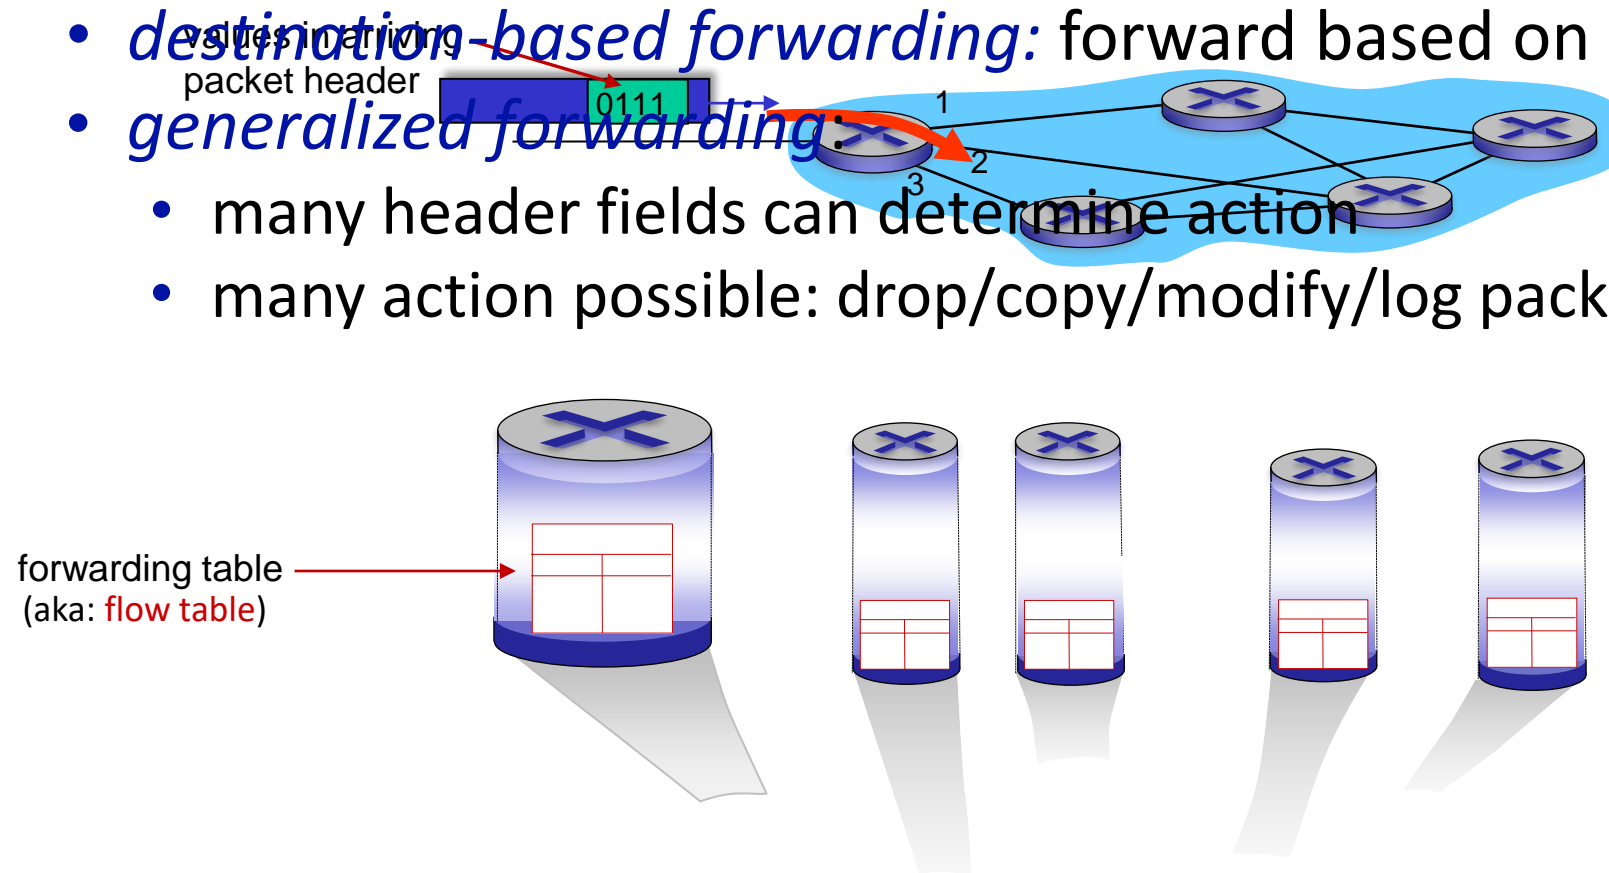 • destination-based forwarding: forward based on
values in arriving
packet header
0111
• generalized forwarding:
1
2
3
• many header fields can determine action
• many action possible: drop/copy/modify/log pack
forwarding table
(aka: flow table)